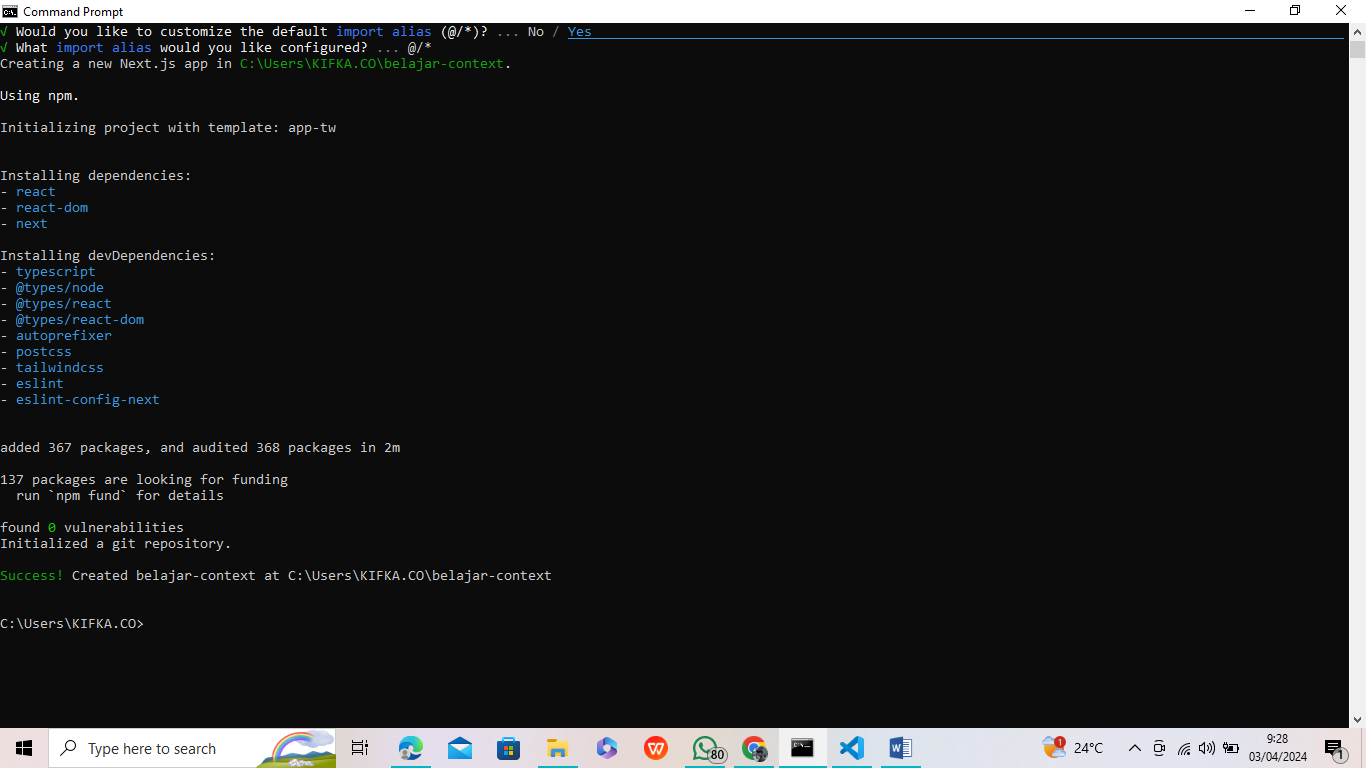 Command Prompt
√ Would you like to customize the default import alias (@/*)? ... No / Yes
√ What import alias would you like configured? ... @/*
Creating a new Next.js app in C:\Users\KIFKA.CO\belajar-context.
Using npm.
Initializing project with template: app-tw
Installing dependencies:
- react
- react-dom
- next
Installing devDependencies:
- typescript
- @types/node
- @types/react
- @types/react-dom
- autoprefixer
- postcss
- tailwindcss
- eslint
- eslint-config-next
added 367 packages, and audited 368 packages in 2m
137 packages are looking for funding
  run `npm fund` for details
found 0 vulnerabilities
Initialized a git repository.
Success! Created belajar-context at C:\Users\KIFKA.CO\belajar-context
C:\Users\KIFKA.CO>
Type here to search
80
1
24°C
9:28
03/04/2024
1